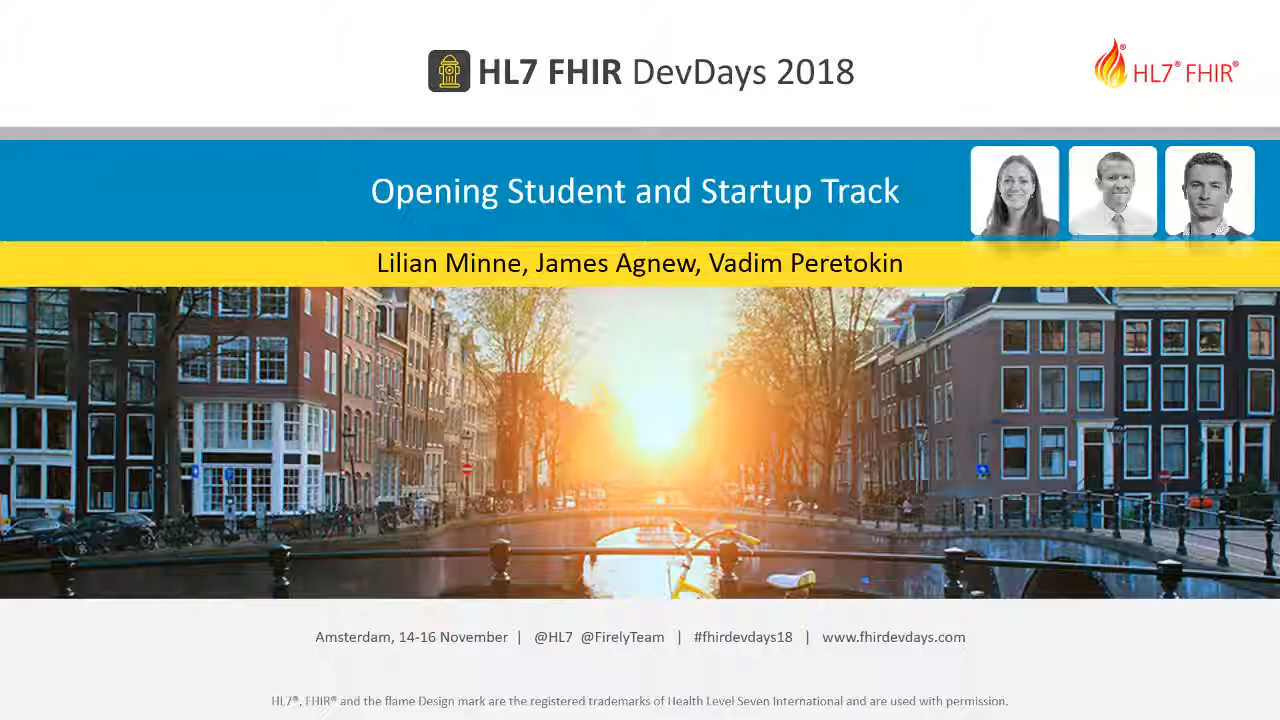 HL7 FHIR DevDays 2018
HL7® FHIR®
Opening Student and Startup Track
Lilian Minne, James Agnew, Vadim Peretokin
Amsterdam, 14-16 November | @HL7 @FirelyTeam | #fhirdevdays18 | www.fhirdevdays.com
HL7®, FHIR® and the flame Design mark are the registered trademarks of Health Level Seven International and are used with permission.